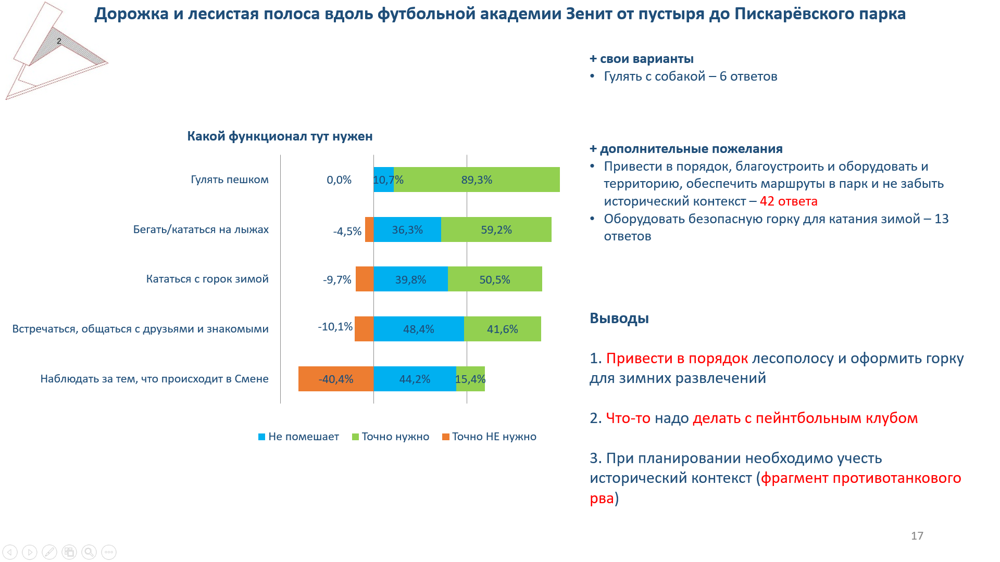 Дорожка и лесистая полоса вдоль футбольной академии Зенит от пустыря до Пискарёвского парка
2
Какой функционал тут нужен
Гулять пешком
0,0%
10,7%
89,3%
Бегать/кататься на лыжах
-4,5%
36,3%
59,2%
Кататься с горок зимой
-9,7%
39,8%
50,5%
Встречаться, общаться с друзьями и знакомыми
-10,1%
48,4%
41,6%
Наблюдать за тем, что происходит в Смене
-40,4%
44,2%
15,4%
Не помешает
Точно нужно
Точно НЕ нужно
+ свои варианты
• Гулять с собакой – 6 ответов
+ дополнительные пожелания
• Привести в порядок, благоустроить и оборудовать и
территорию, обеспечить маршруты в парк и не забыть
исторический контекст – 42 ответа
• Оборудовать безопасную горку для катания зимой – 13
ответов
Выводы
1. Привести в порядок лесополосу и оформить горку
для зимних развлечений
2. Что-то надо делать с пейнтбольным клубом
3. При планировании необходимо учесть
исторический контекст (фрагмент противотанкового
рва)
17